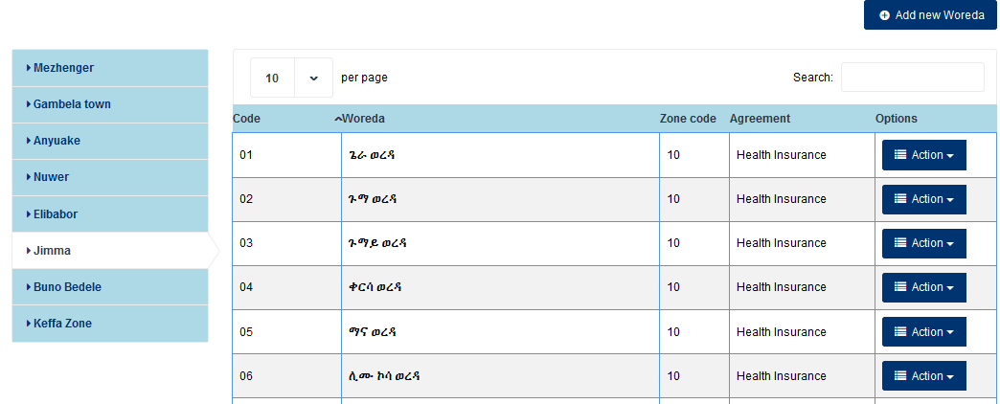 Add new Woreda
Mezhenger
Gambela town
Anyuake
Nuwer
Elibabor
Jimma
Buno Bedele
Keffa Zone
10 per page Search:
Code Woreda Zone code Agreement Options
01 ጌራ ወረዳ 10 Health Insurance Action
02 ጉማ ወረዳ 10 Health Insurance Action
03 ጉማይ ወረዳ 10 Health Insurance Action
04 ቀርሳ ወረዳ 10 Health Insurance Action
05 ማና ወረዳ 10 Health Insurance Action
06 ሊሙ ኮሳ ወረዳ 10 Health Insurance Action